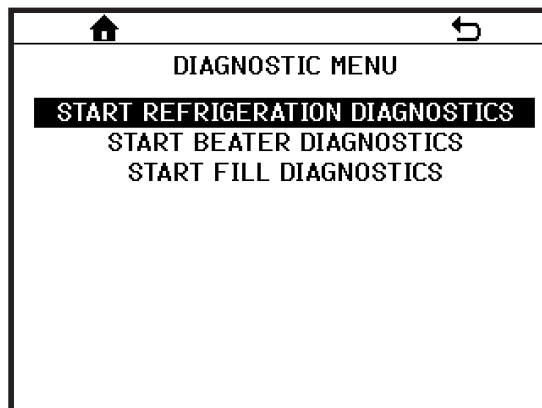 DIAGNOSTIC MENU
START REFRIGERATION DIAGNOSTICS
START BEATER DIAGNOSTICS
START FILL DIAGNOSTICS